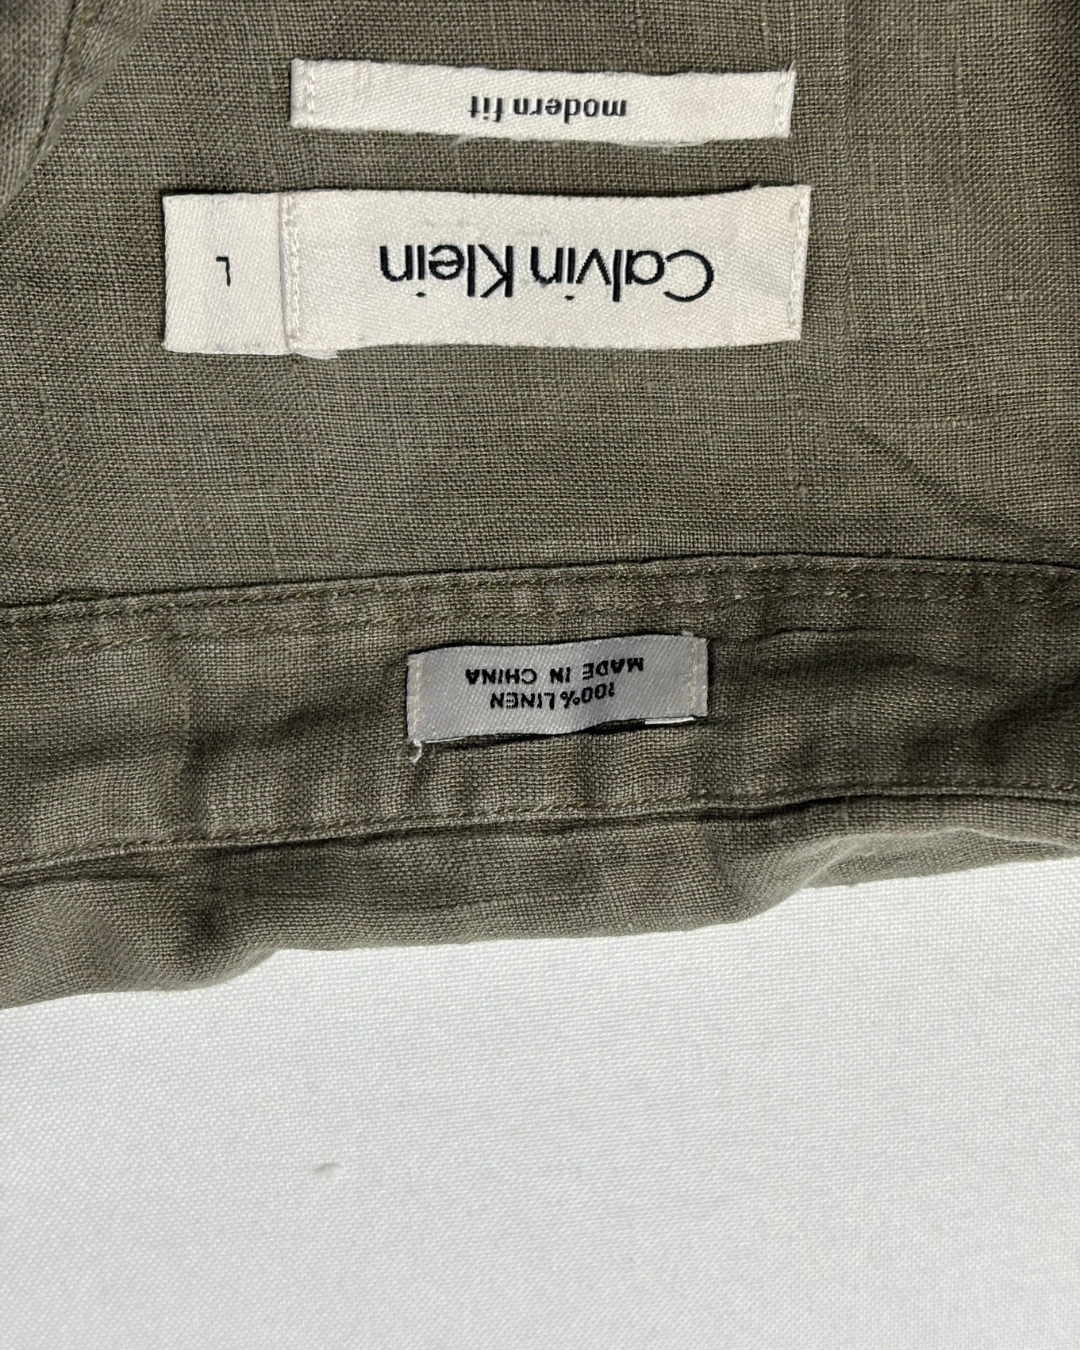 100% LINEN
MADE IN CHINA
Calvin Klein
L
modern fit